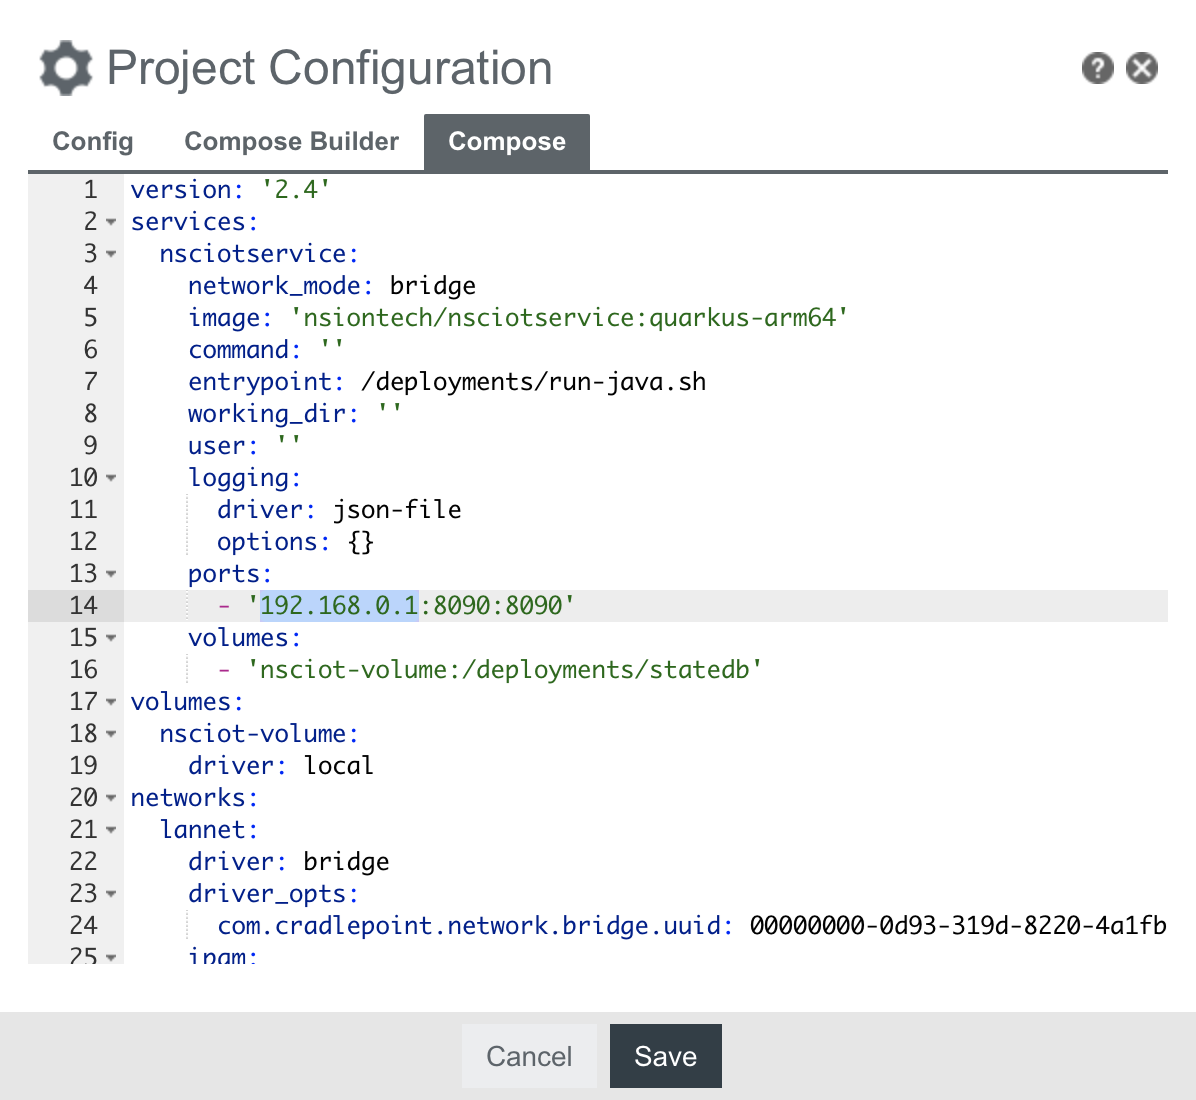 Project Configuration
?
Config Compose Builder Compose
1 version: '2.4'
2 services:
3 nsciotservice:
4 network_mode: bridge
5 image: 'nsiontech/nsciotservice:quarkus-arm64'
6 command: ''
7 entrypoint: /deployments/run-java.sh
8 working_dir: ''
9 user: ''
10 logging:
11 driver: json-file
12 options: {}
13 ports:
14 - '192.168.0.1:8090:8090'
15 volumes:
16 - 'nsciot-volume:/deployments/statedb'
17 volumes:
18 nsciot-volume:
19 driver: local
20 networks:
21 lannet:
22 driver: bridge
23 driver_opts:
24 com.cradlepoint.network.bridge.uuid: 00000000-0d93-319d-8220-4a1fb
25 ipam:
Cancel Save